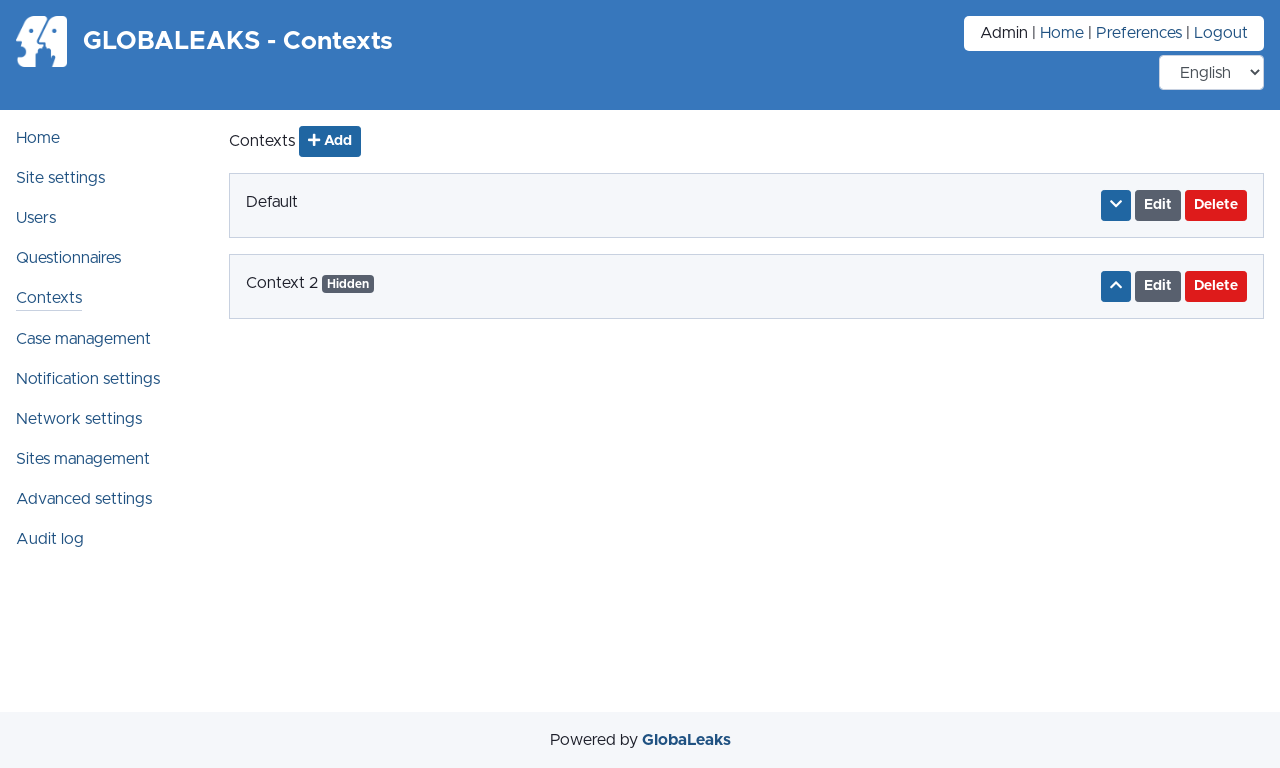 GLOBALEAKS - Contexts
Admin | Home | Preferences | Logout
English
Home
Site settings
Users
Questionnaires
Contexts
Case management
Notification settings
Network settings
Sites management
Advanced settings
Audit log
Contexts + Add
Default Edit Delete
Context 2 Hidden Edit Delete
Powered by GlobaLeaks